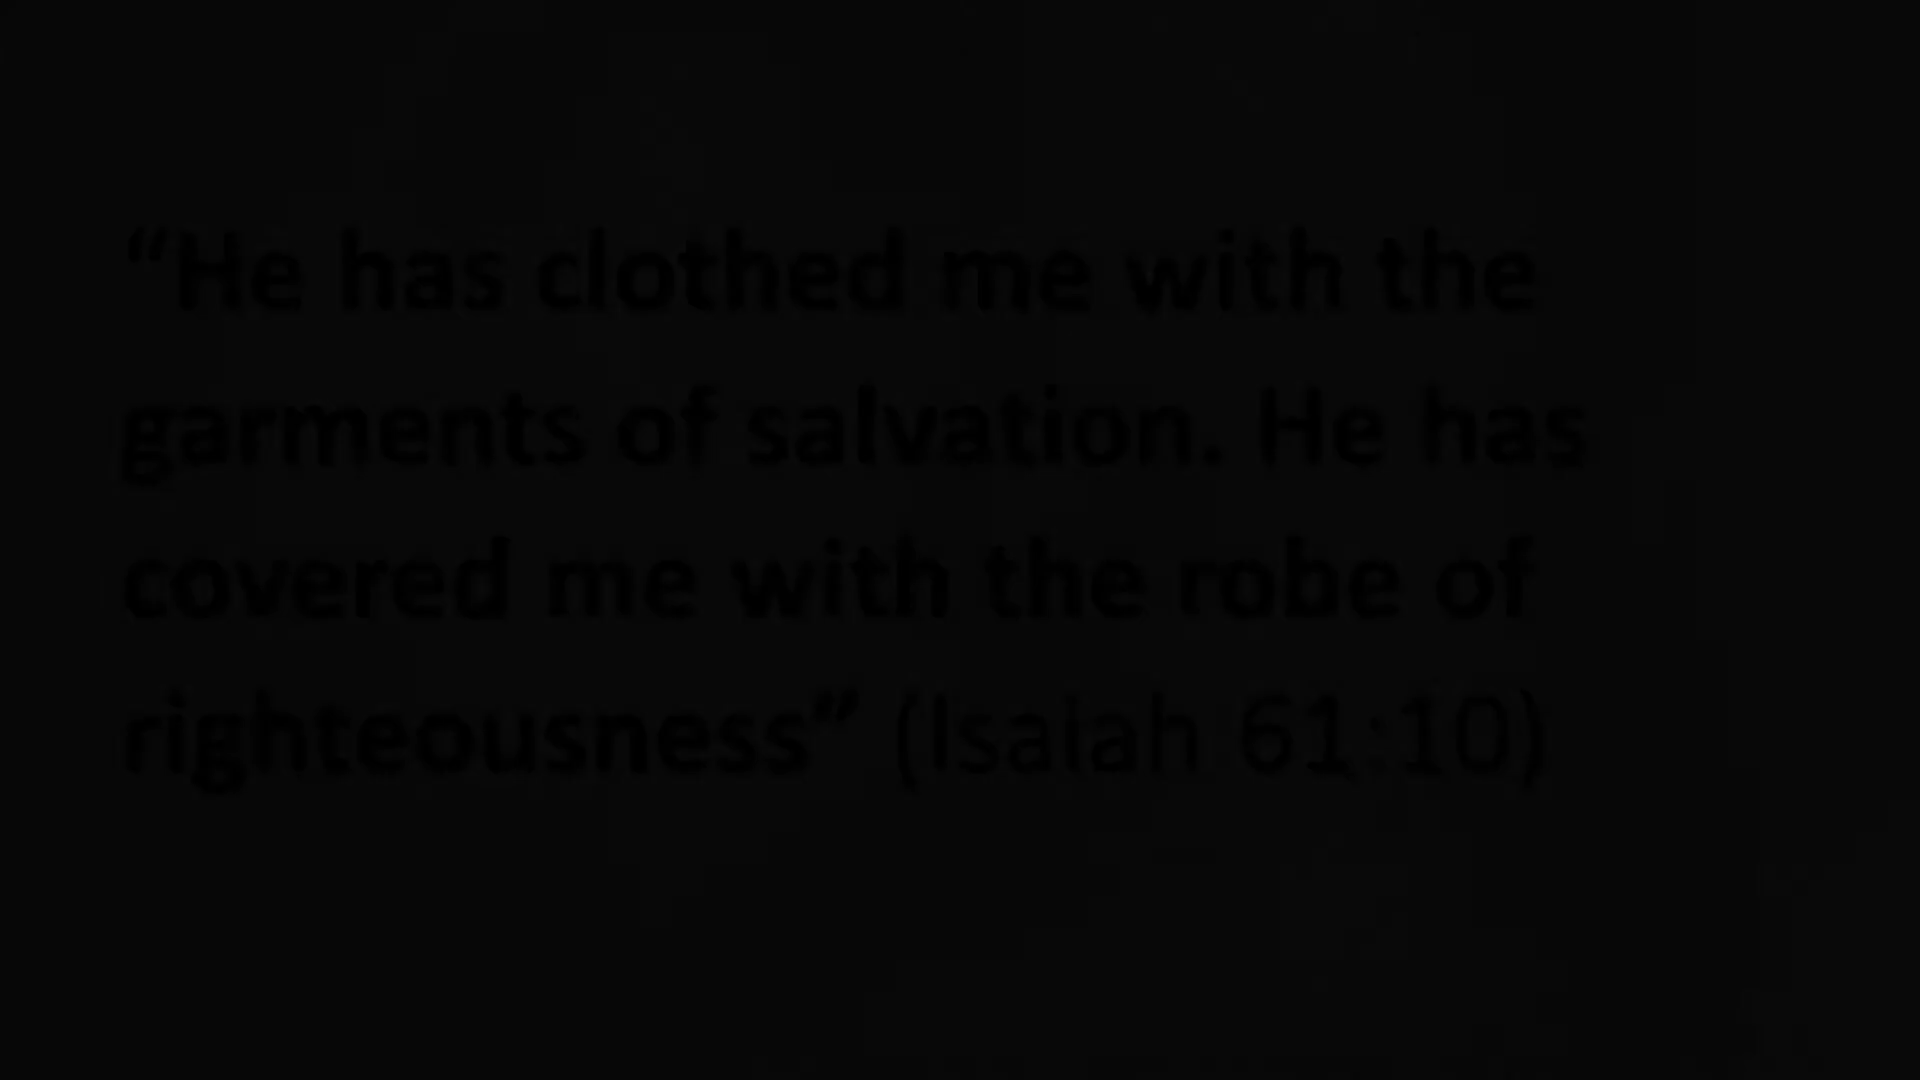 “He has clothed me with the
garments of salvation. He has
covered me with the robe of
righteousness” (Isaiah 61:10)